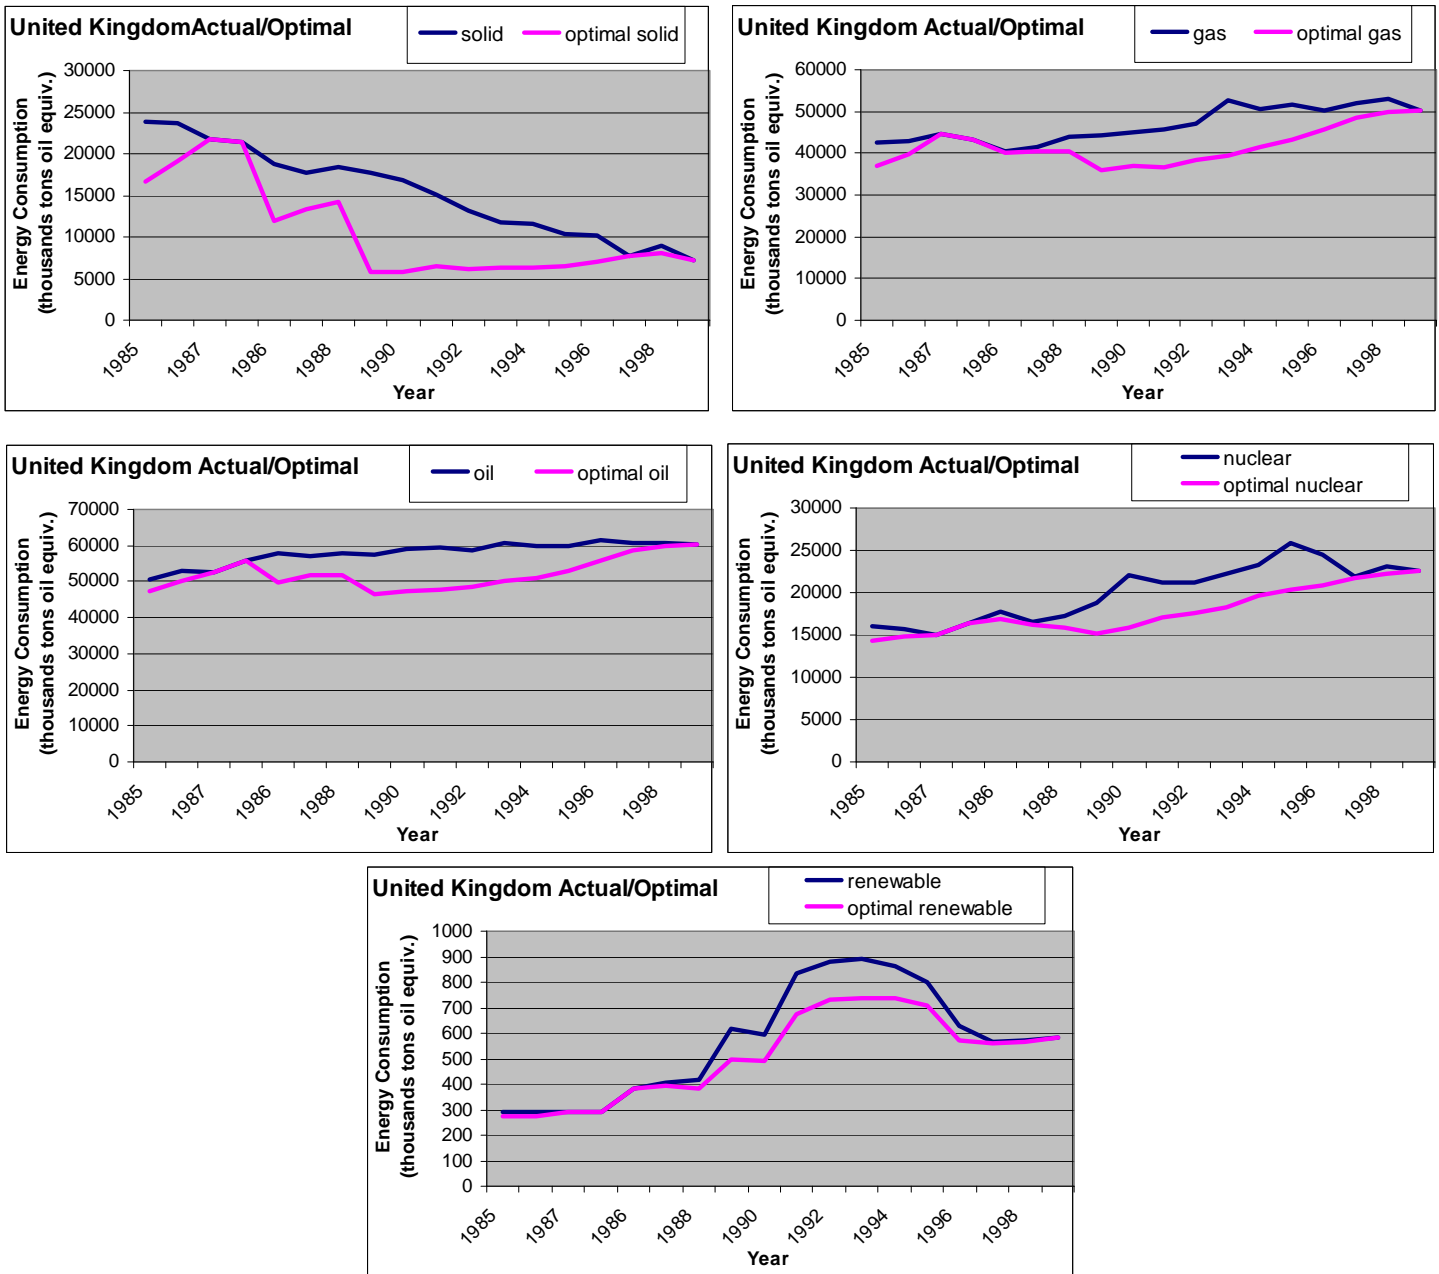 United KingdomActual/Optimal
solid optimal solid
Energy Consumption
(thousands tons oil equiv.)
30000
25000
20000
15000
10000
5000
0
1985 1987 1986 1988 1990 1992 1994 1996 1998
Year
United Kingdom Actual/Optimal
gas optimal gas
Energy Consumption
(thousands tons oil equiv.)
60000
50000
40000
30000
20000
10000
0
1985 1987 1986 1988 1990 1992 1994 1996 1998
Year
United Kingdom Actual/Optimal
oil optimal oil
Energy Consumption
(thousands tons oil equiv.)
70000
60000
50000
40000
30000
20000
10000
0
1985 1987 1986 1988 1990 1992 1994 1996 1998
Year
United Kingdom Actual/Optimal
nuclear
optimal nuclear
Energy Consumption
(thousands tons oil equiv.)
30000
25000
20000
15000
10000
5000
0
1985 1987 1986 1988 1990 1992 1994 1996 1998
Year
United Kingdom Actual/Optimal
renewable
optimal renewable
Energy Consumption
(thousands tons oil equiv.)
1000
900
800
700
600
500
400
300
200
100
0
1985 1987 1986 1988 1990 1992 1994 1996 1998
Year